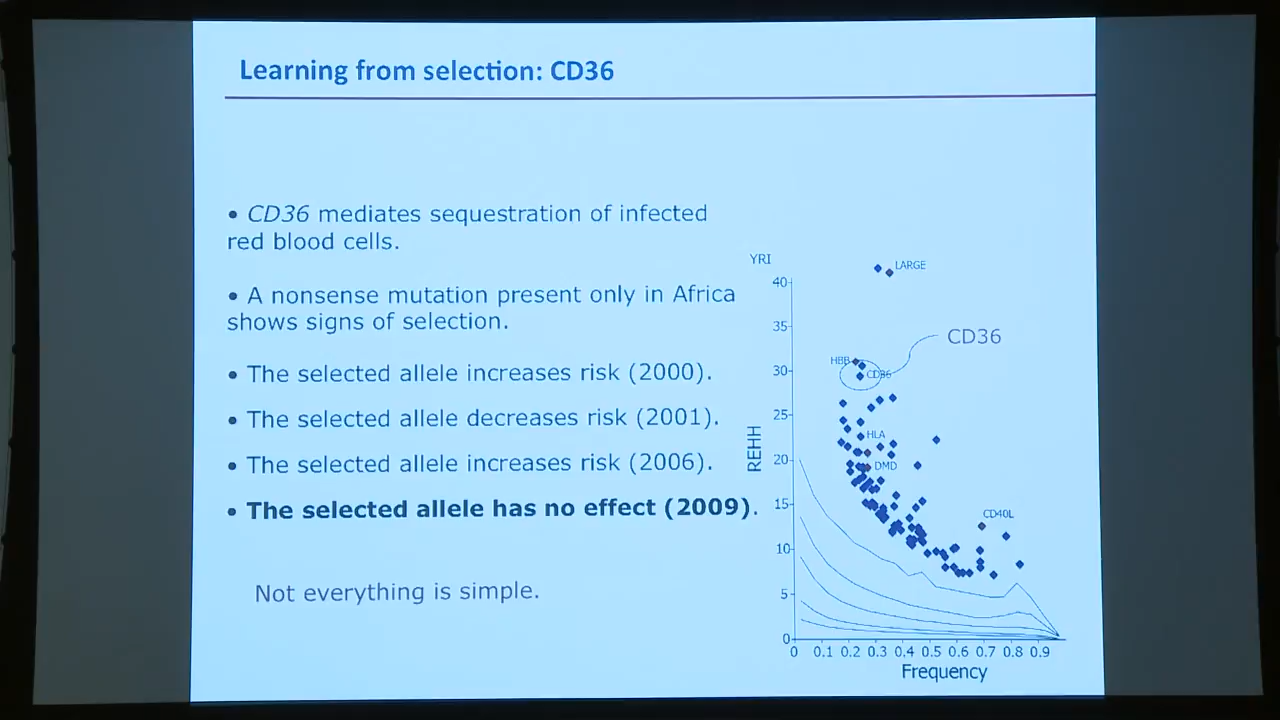 Learning from selection: CD36
• CD36 mediates sequestration of infected
red blood cells.
• A nonsense mutation present only in Africa
shows signs of selection.
• The selected allele increases risk (2000).
• The selected allele decreases risk (2001).
• The selected allele increases risk (2006).
• The selected allele has no effect (2009).
Not everything is simple.
YRI
LARGE
40
35
CD36
HBB
30
CD36
25
HLA
REHH
20
DMD
15
CD40L
10
5
0
0 0.1 0.2 0.3 0.4 0.5 0.6 0.7 0.8 0.9
Frequency